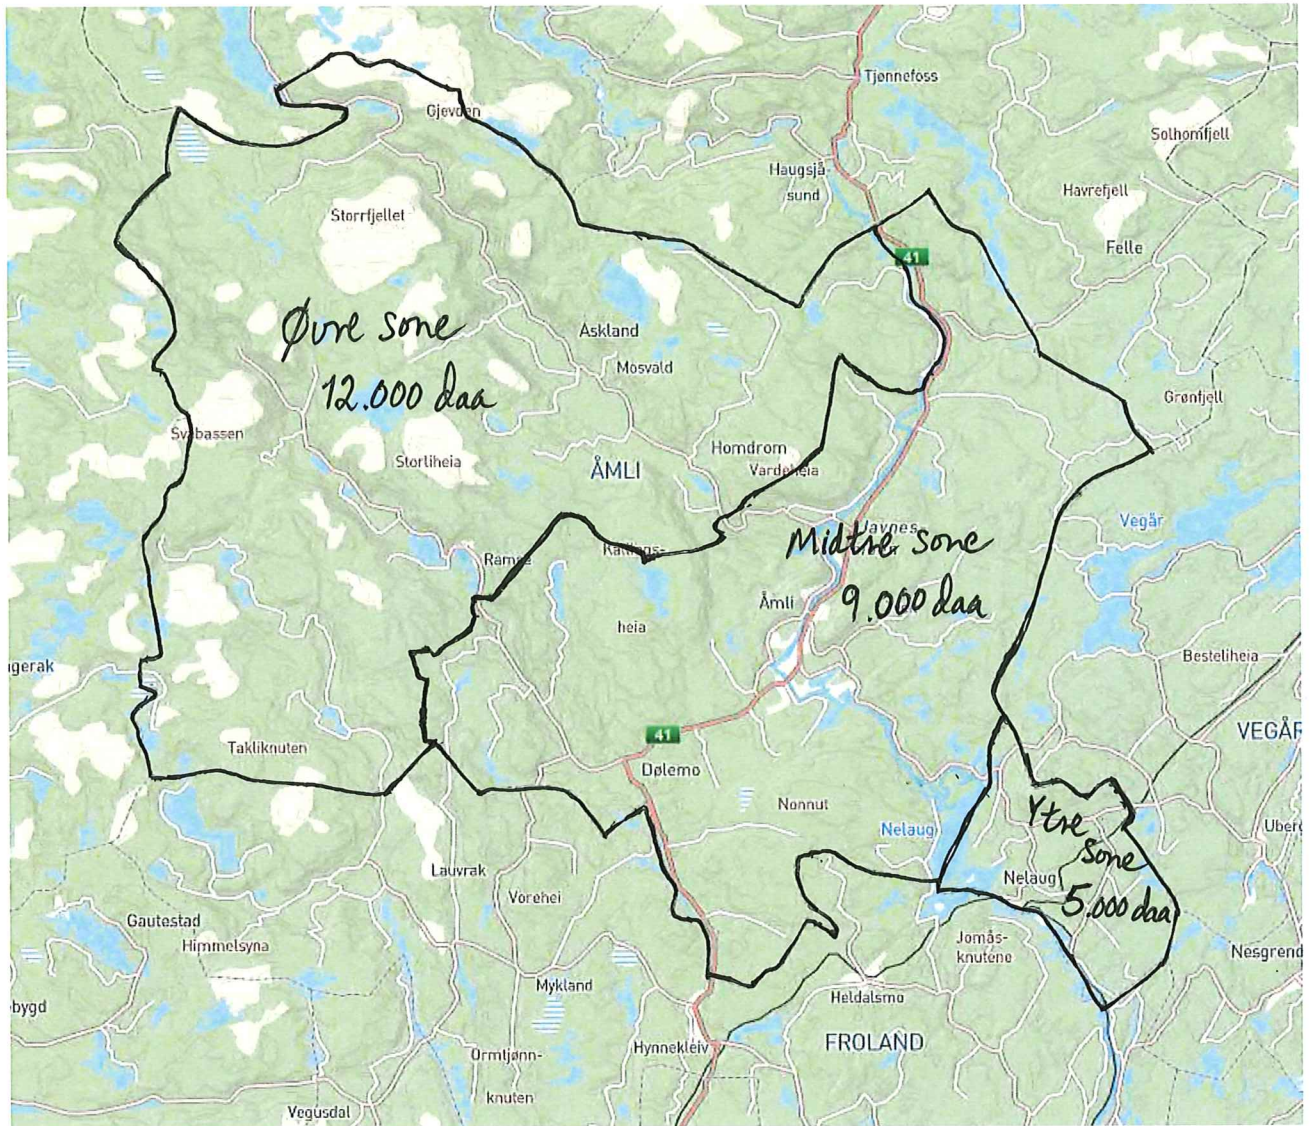 Tjønnefoss
Gjevden
Solhomfjell
Haugsjå
sund
Havrefjell
Storrfjellet
Felle
41
Øvre sone
12.000 daa
Askland
Mosvald
Grønfjell
Svabassen
Homdrom
Storliheia
Vardeheia
ÅMLI
Vegår
Midtre sone
9.000 daa
Ramse
Åmli
heia
Besteliheia
gerak
VEGÅR
41
Takliknuten
Dølemo
Nonnut
Ytre
sone
5.000 daa
Nelaug
Nelaug
Uberg
Lauvrak
Vorehei
Gautestad
Himmelsyna
Jomås-
knutene
Nesgrend
Mykland
Heldalsmo
bygd
FROLAND
Hynnekleiv
Ormtjønn-
knuten
Vegusdal